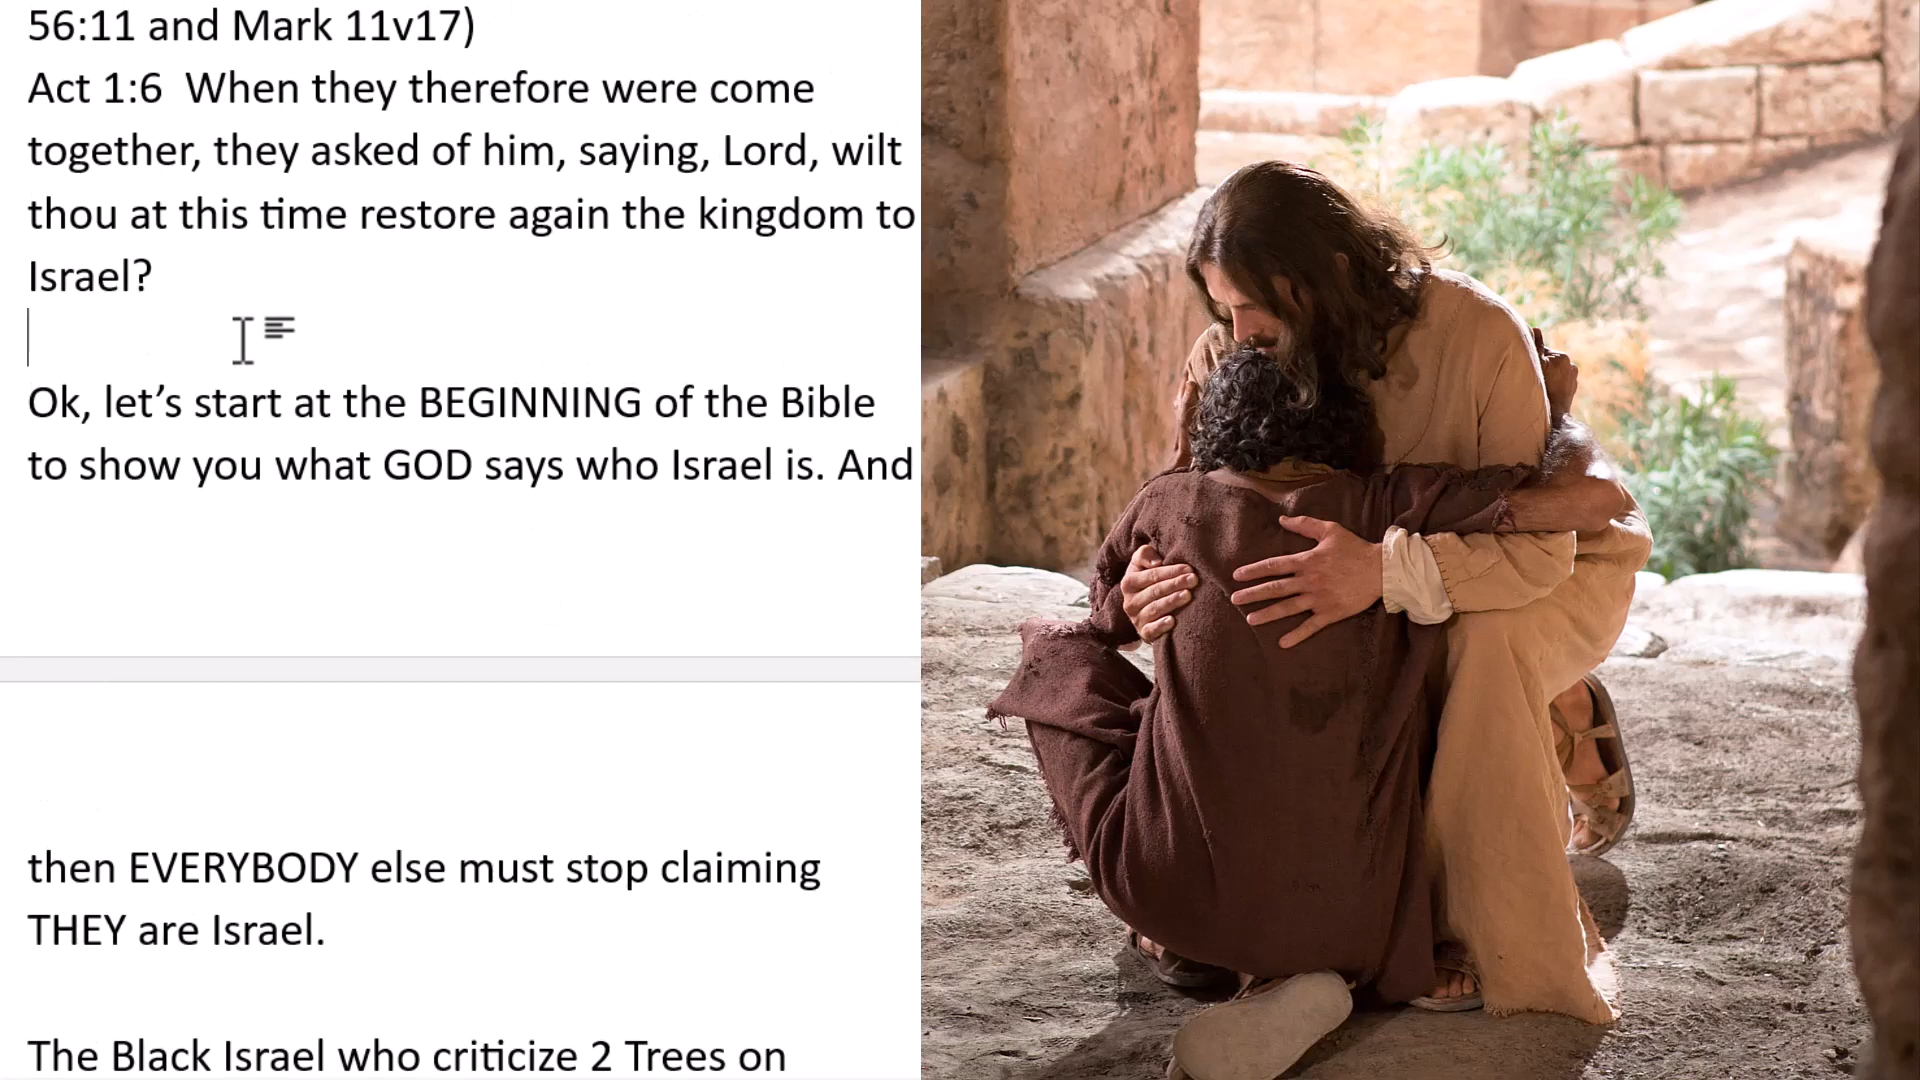 56:11 and Mark 11v17)
Act 1:6  When they therefore were come
together, they asked of him, saying, Lord, wilt
thou at this time restore again the kingdom to
Israel?
Ok, let’s start at the BEGINNING of the Bible
to show you what GOD says who Israel is. And
then EVERYBODY else must stop claiming
THEY are Israel.
The Black Israel who criticize 2 Trees on